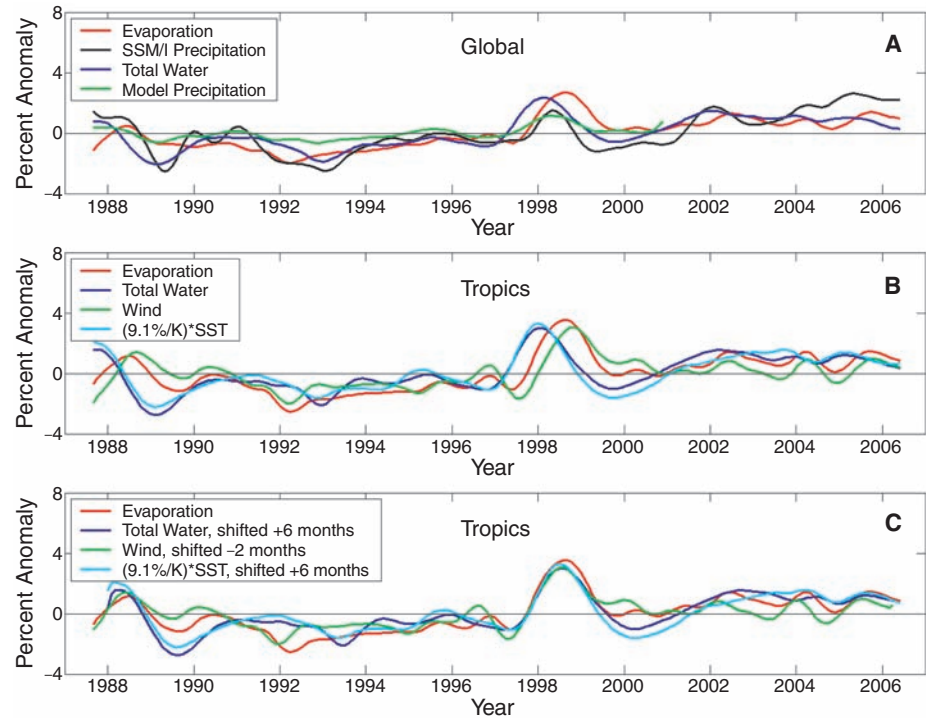 8
4
0
−4
Percent Anomaly
Evaporation
SSM/I Precipitation
Total Water
Model Precipitation
Global
A
1988 1990 1992 1994 1996 1998 2000 2002 2004 2006
Year
8
4
0
−4
Percent Anomaly
Evaporation
Total Water
Wind
(9.1%/K)*SST
Tropics
B
1988 1990 1992 1994 1996 1998 2000 2002 2004 2006
Year
8
4
0
−4
Percent Anomaly
Evaporation
Total Water, shifted +6 months
Wind, shifted −2 months
(9.1%/K)*SST, shifted +6 months
Tropics
C
1988 1990 1992 1994 1996 1998 2000 2002 2004 2006
Year